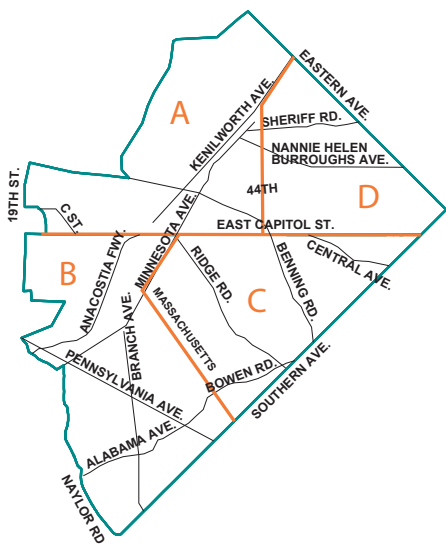 A
KENILWORTH AVE.
EASTERN AVE.
SHERIFF RD.
NANNIE HELEN
BURROUGHS AVE.
D
44TH
19TH ST.
C ST.
EAST CAPITOL ST.
MINNESOTA AVE.
ANACOSTIA FWY.
B
RIDGE RD.
BENNING RD.
CENTRAL AVE.
C
MASSACHUSETTS
BRANCH AVE.
PENNSYLVANIA AVE.
BOWEN RD.
SOUTHERN AVE.
ALABAMA AVE.
NAYLOR RD